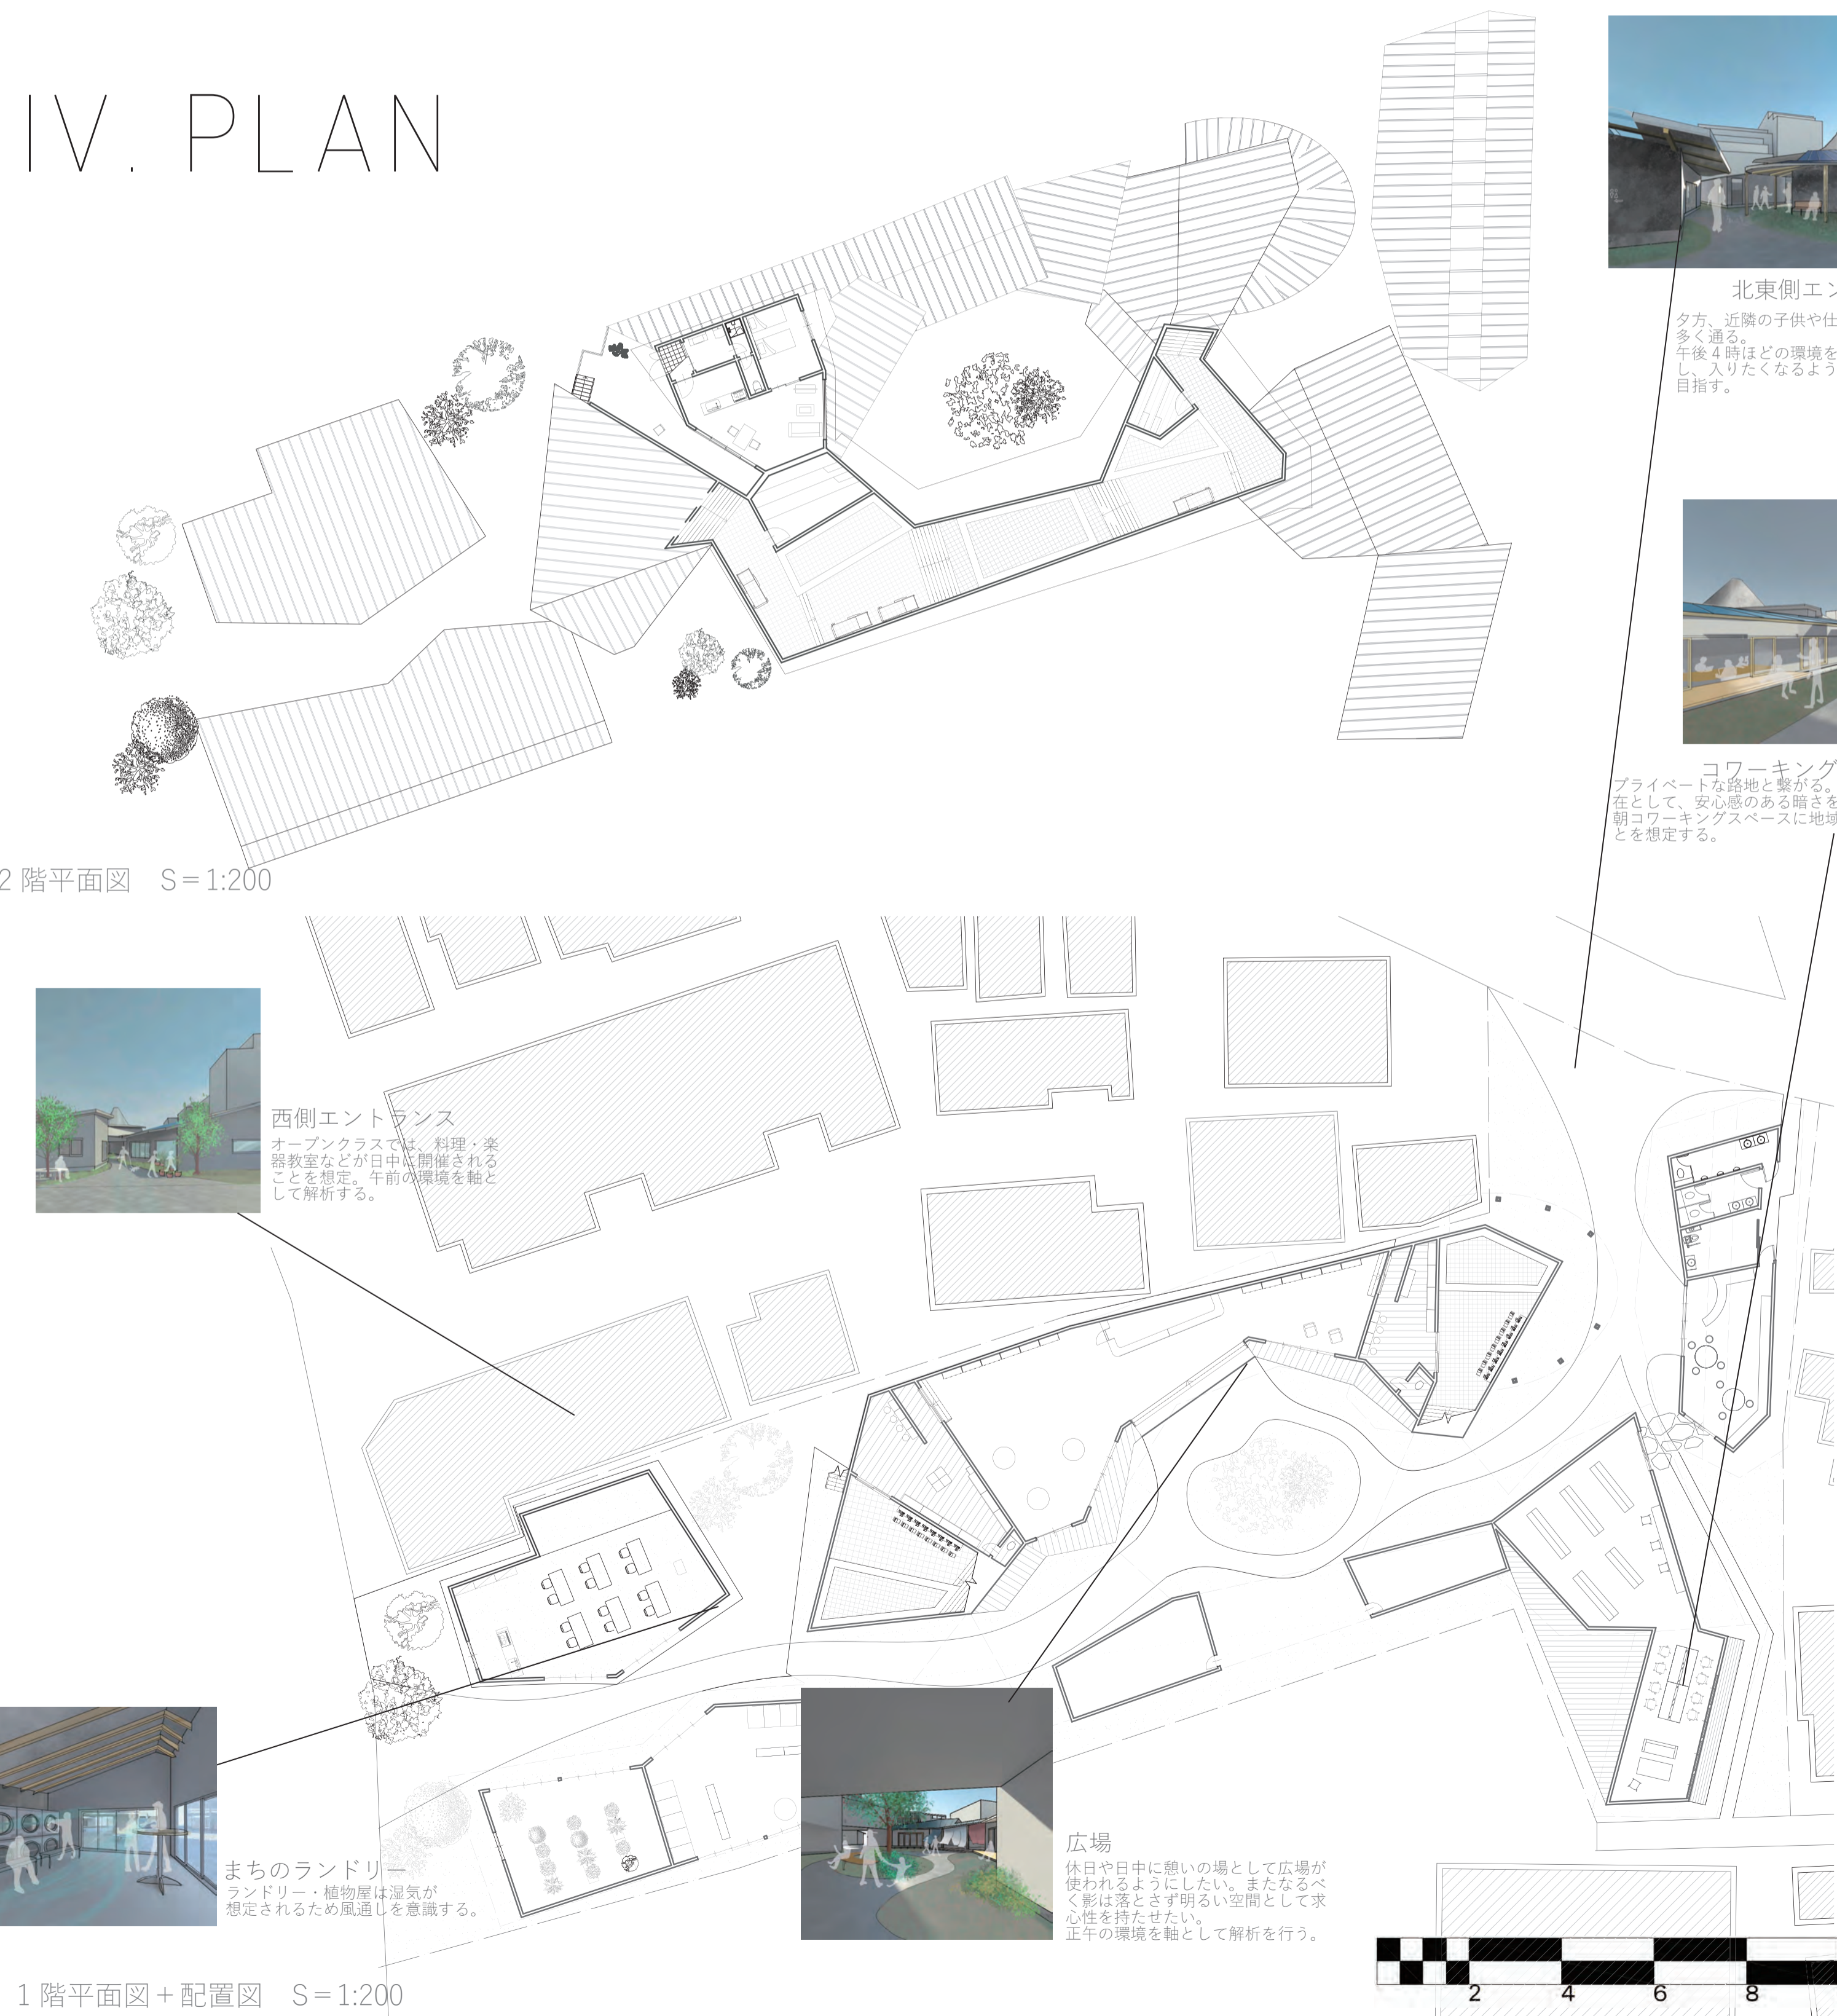 IV. PLAN
北東側エン
夕方、近隣の子供や仕
多く通る。
午後4時ほどの環境を
し、入りたくなるよう
目指す。
コワーキング
プライベートな路地と繋がる。
在として、安心感のある暗さを
朝コワーキングスペースに地域
とを想定する。
2階平面図 S=1:200
西側エントランス
オープンクラスでは、料理・楽
器教室などが日中に開催される
ことを想定。午前の環境を軸と
して解析する。
まちのランドリー
ランドリー・植物屋は湿気が
想定されるため風通しを意識する。
広場
休日や日中に憩いの場として広場が
使われるようにしたい。またなるべ
く影は落とさず明るい空間として求
心性を持たせたい。
正午の環境を軸として解析を行う。
1階平面図+配置図 S=1:200
2 4 6 8